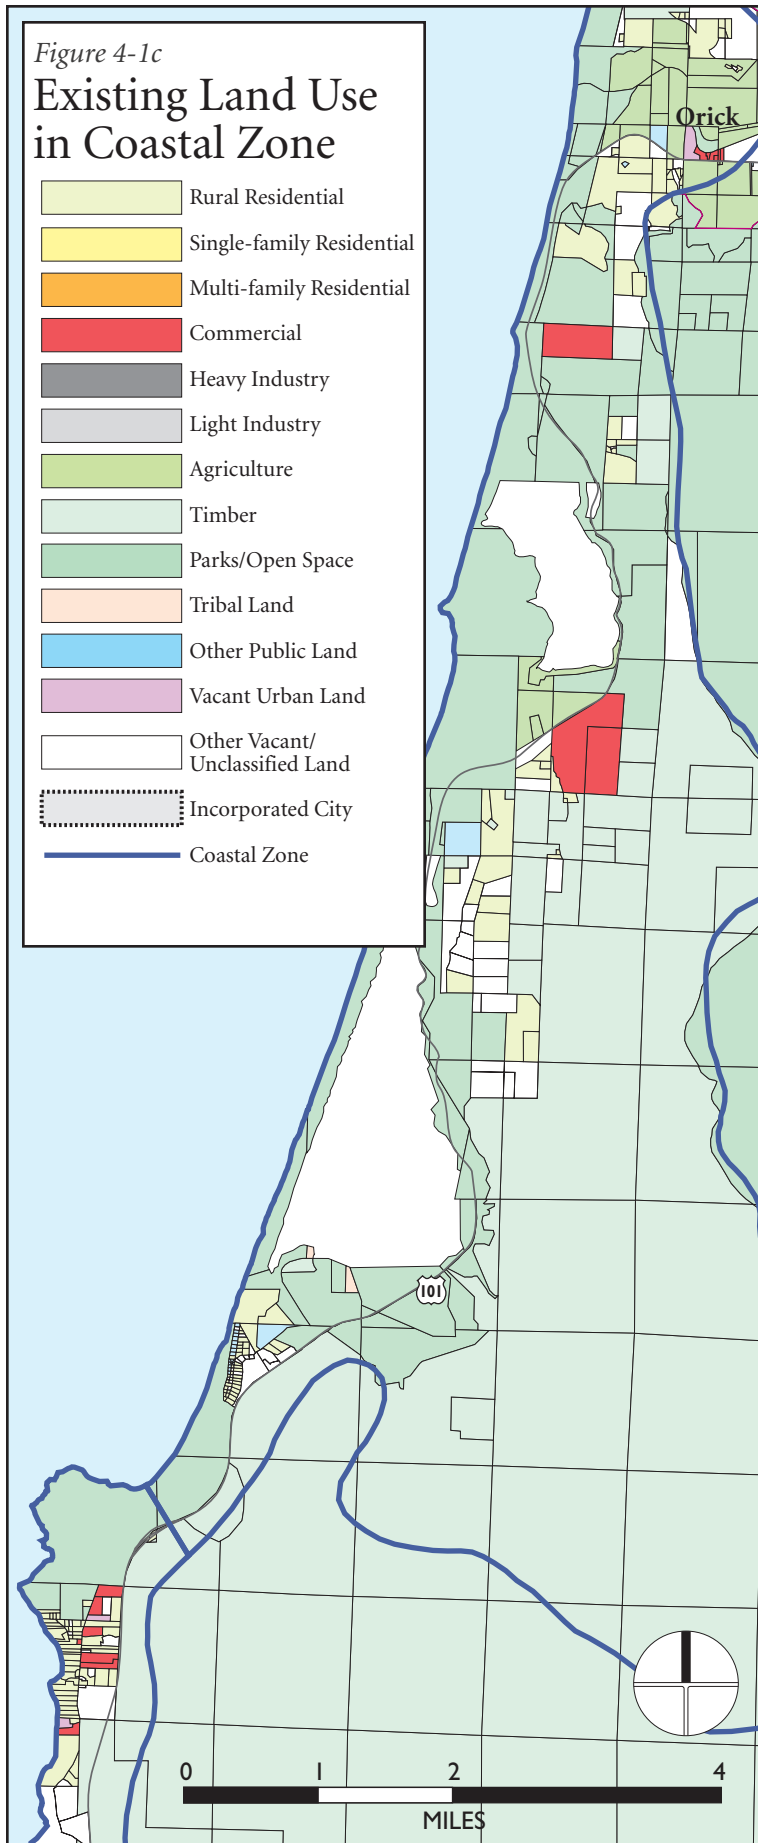 Figure 4-1c
Existing Land Use
in Coastal Zone
Rural Residential
Single-family Residential
Multi-family Residential
Commercial
Heavy Industry
Light Industry
Agriculture
Timber
Parks/Open Space
Tribal Land
Other Public Land
Vacant Urban Land
Other Vacant/
Unclassified Land
Incorporated City
Coastal Zone
Orick
101
0 1 2 4
MILES